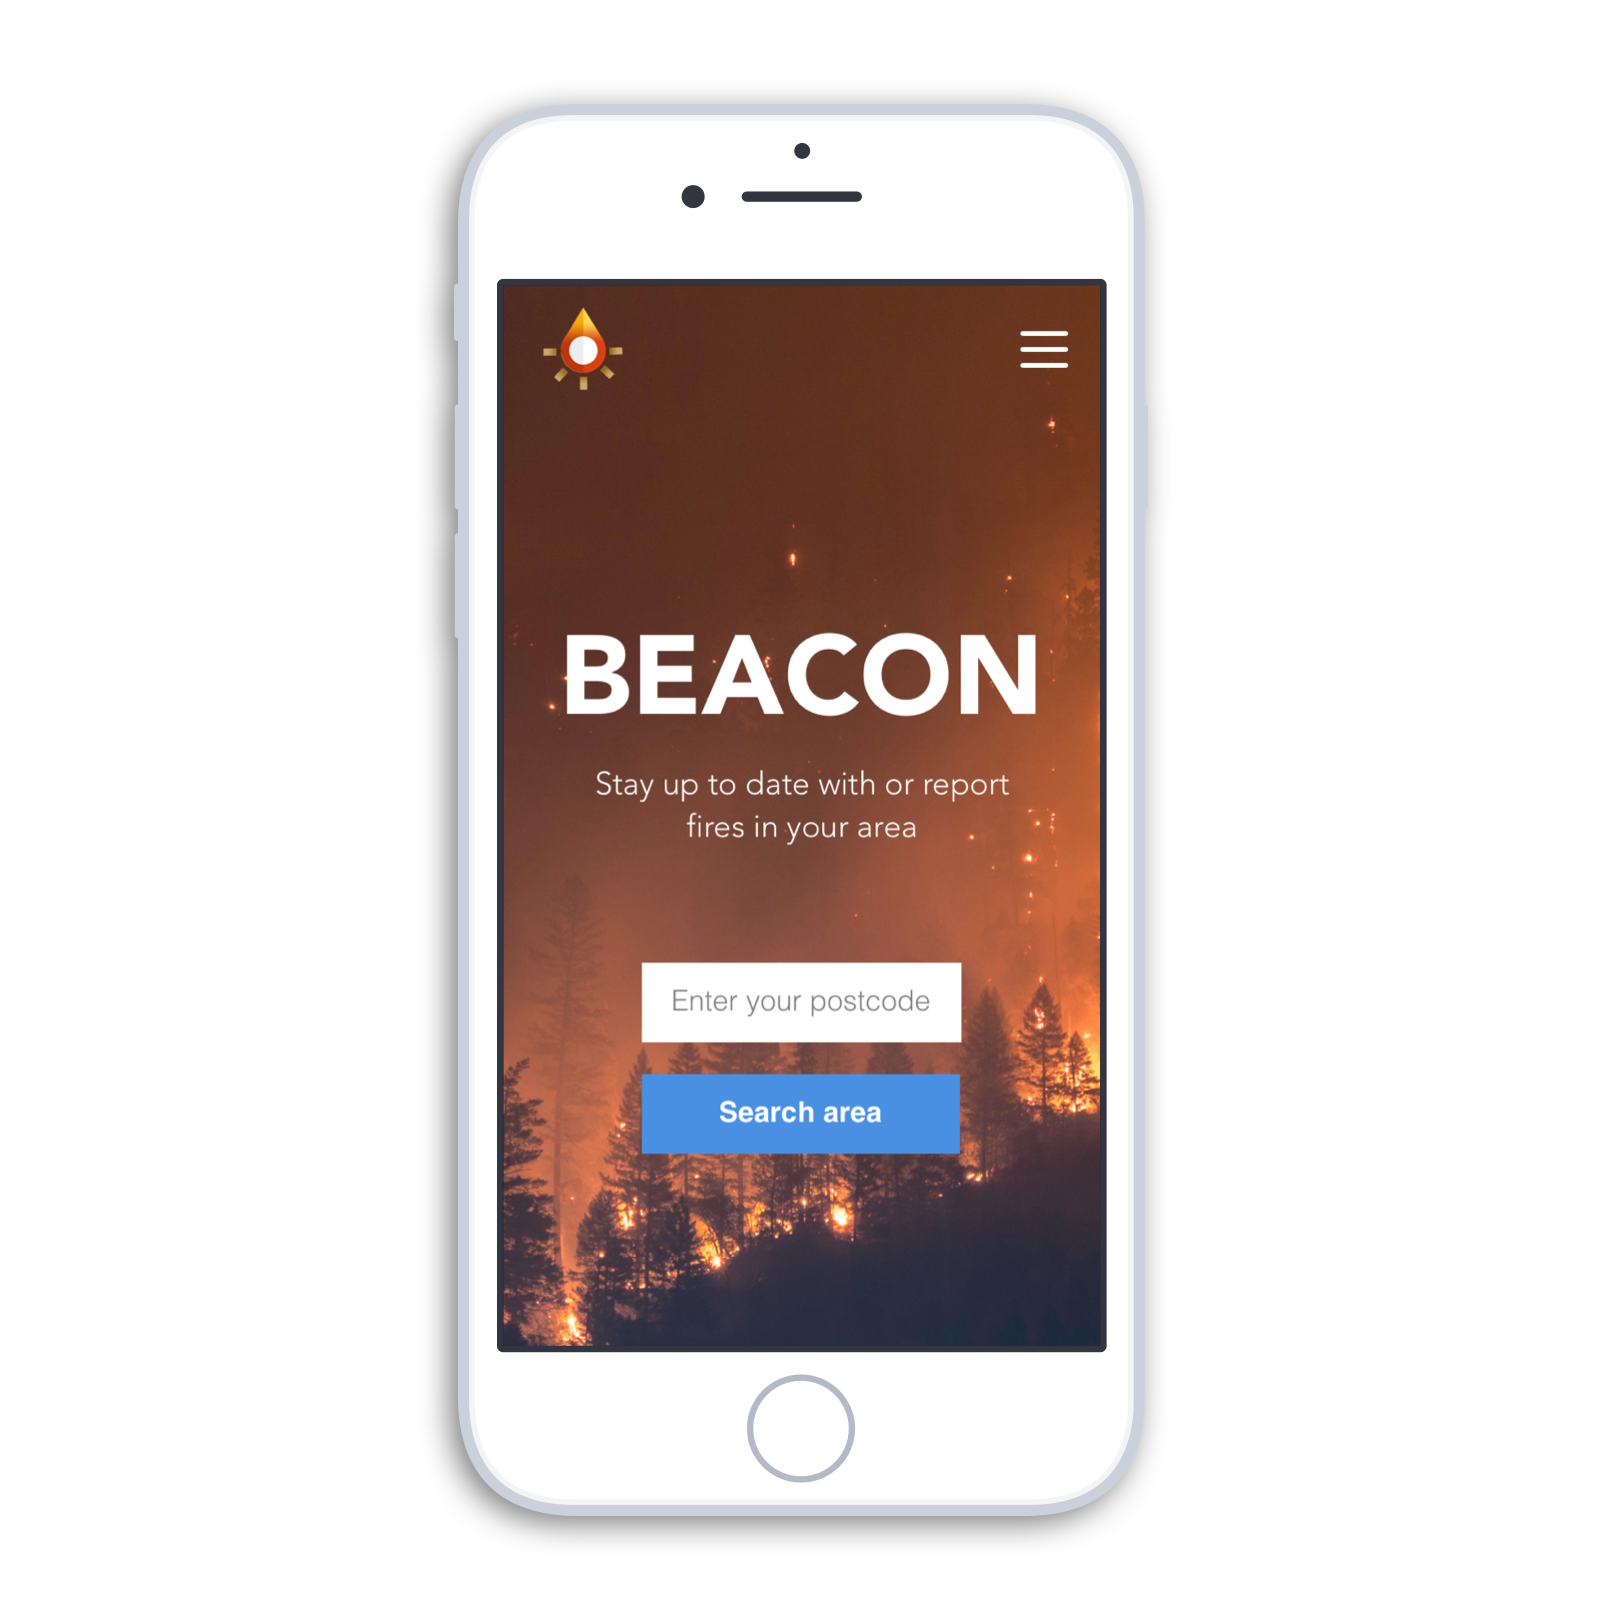 BEACON
Stay up to date with or report
fires in your area
Enter your postcode
Search area